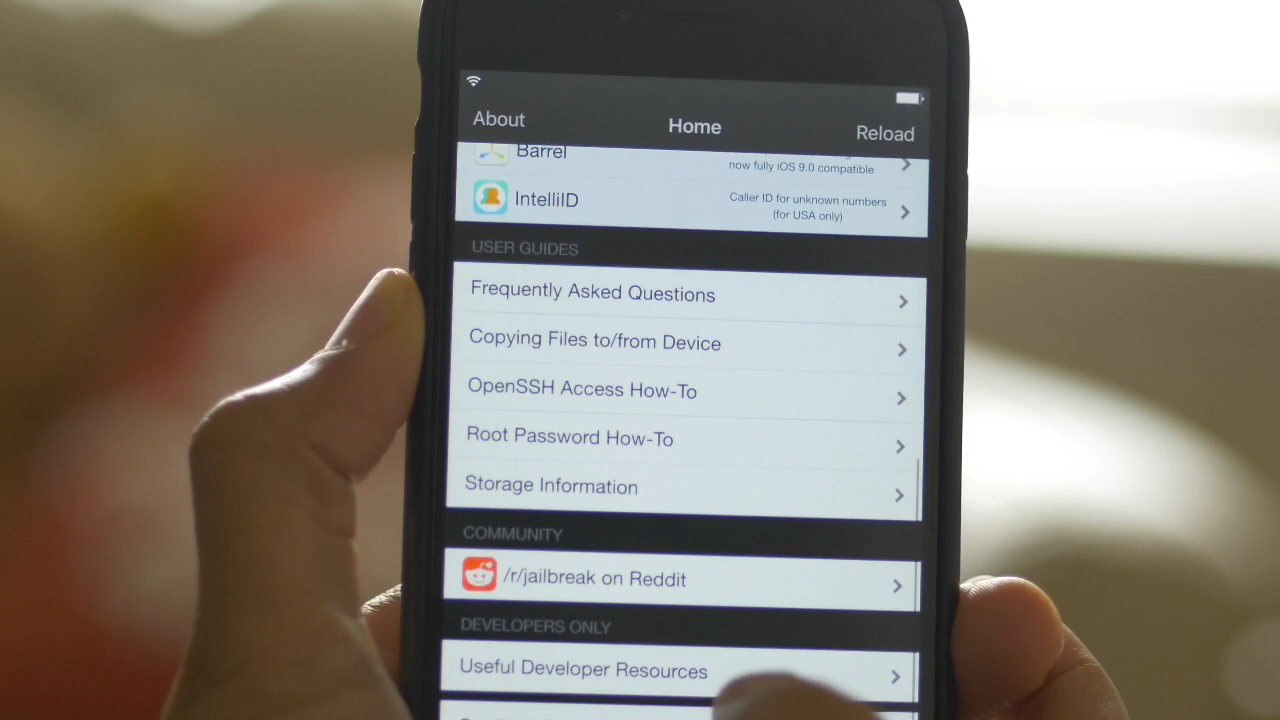 About
Home
Reload
Barrel
now fully iOS 9.0 compatible
IntelliID
Caller ID for unknown numbers
(for USA only)
USER GUIDES
Frequently Asked Questions
Copying Files to/from Device
OpenSSH Access How-To
Root Password How-To
Storage Information
COMMUNITY
/r/jailbreak on Reddit
DEVELOPERS ONLY
Useful Developer Resources